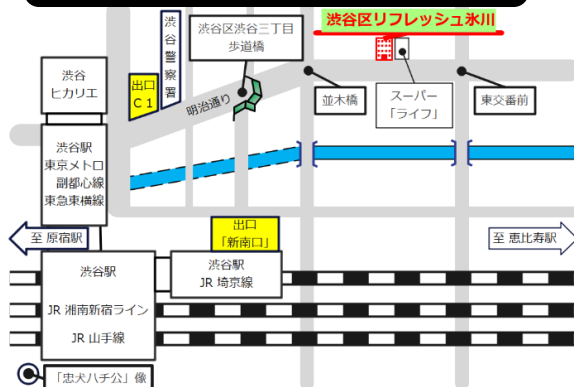 渋谷区リフレッシュ氷川
渋谷区渋谷三丁目
歩道橋
渋谷警察署
渋谷
ヒカリエ
出口
C1
明治通り
並木橋
スーパー
「ライフ」
東交番前
渋谷駅
東京メトロ
副都心線
東急東横線
至 原宿駅
出口
「新南口」
至 恵比寿駅
渋谷駅
JR 埼京線
渋谷駅
JR 湘南新宿ライン
JR 山手線
「忠犬ハチ公」像